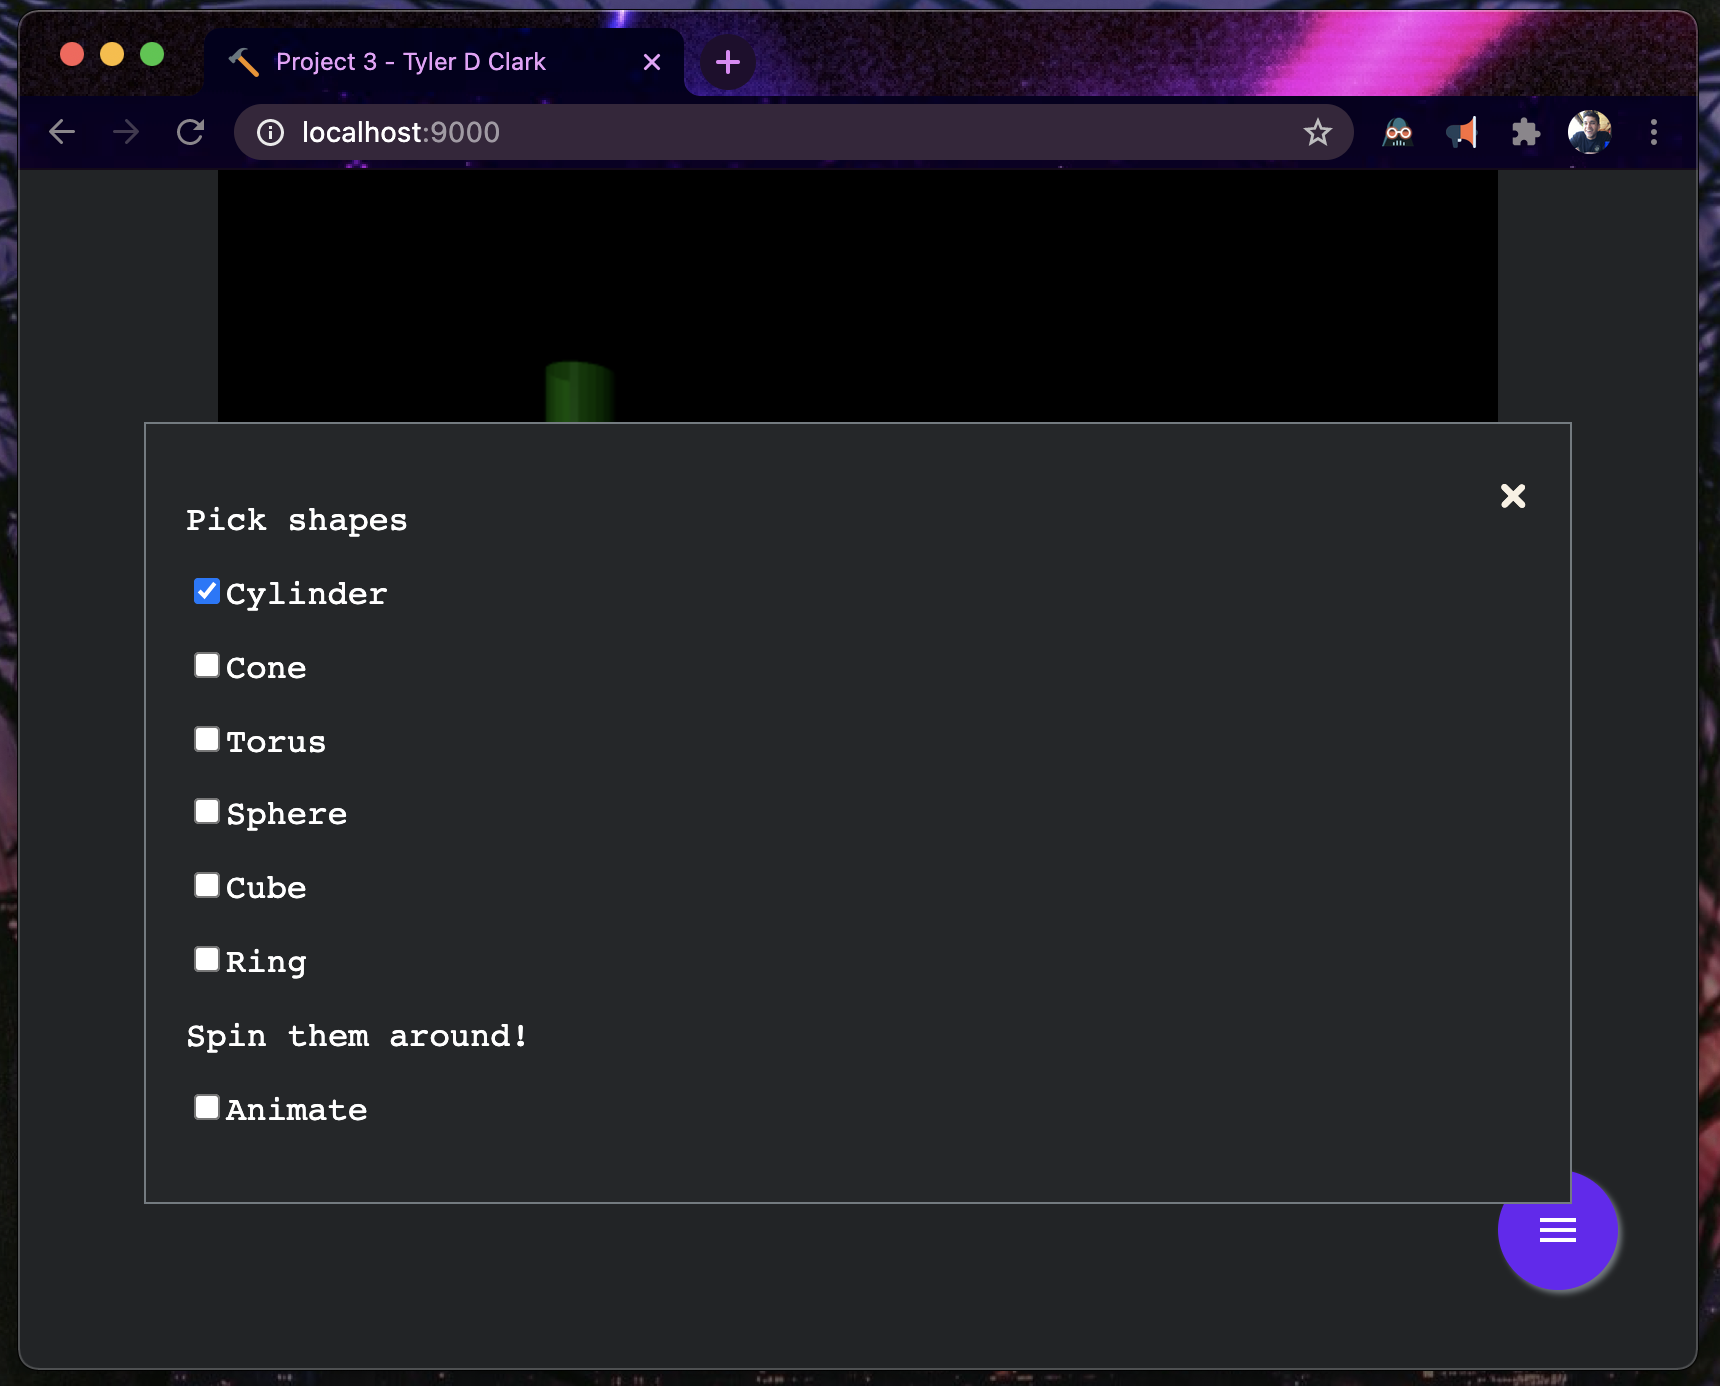 Project 3 - Tyler D Clark
localhost:9000
Pick shapes
Cylinder
Cone
Torus
Sphere
Cube
Ring
Spin them around!
Animate